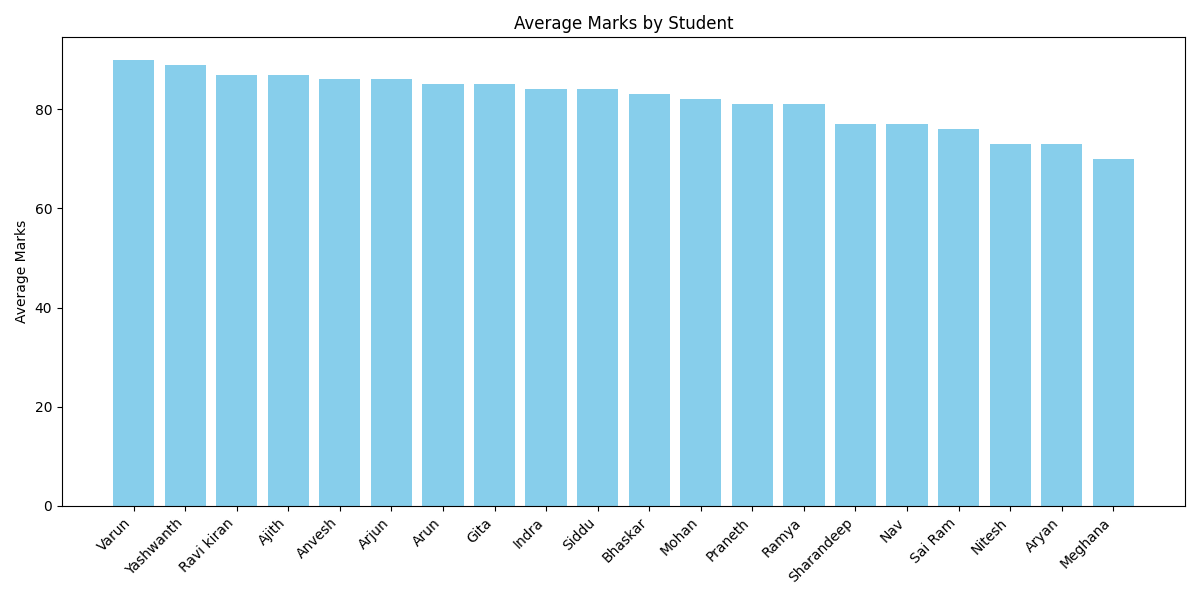 Average Marks by Student
Average Marks
80
60
40
20
0
Varun
Yashwanth
Ravi kiran
Ajith
Anvesh
Arjun
Arun
Gita
Indra
Siddu
Bhaskar
Mohan
Praneth
Ramya
Sharandeep
Nav
Sai Ram
Nitesh
Aryan
Meghana